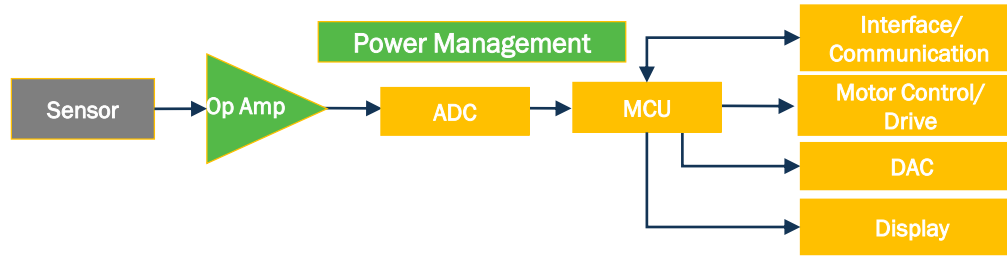 Power Management
Sensor
Op Amp
ADC
MCU
Interface/
Communication
Motor Control/
Drive
DAC
Display